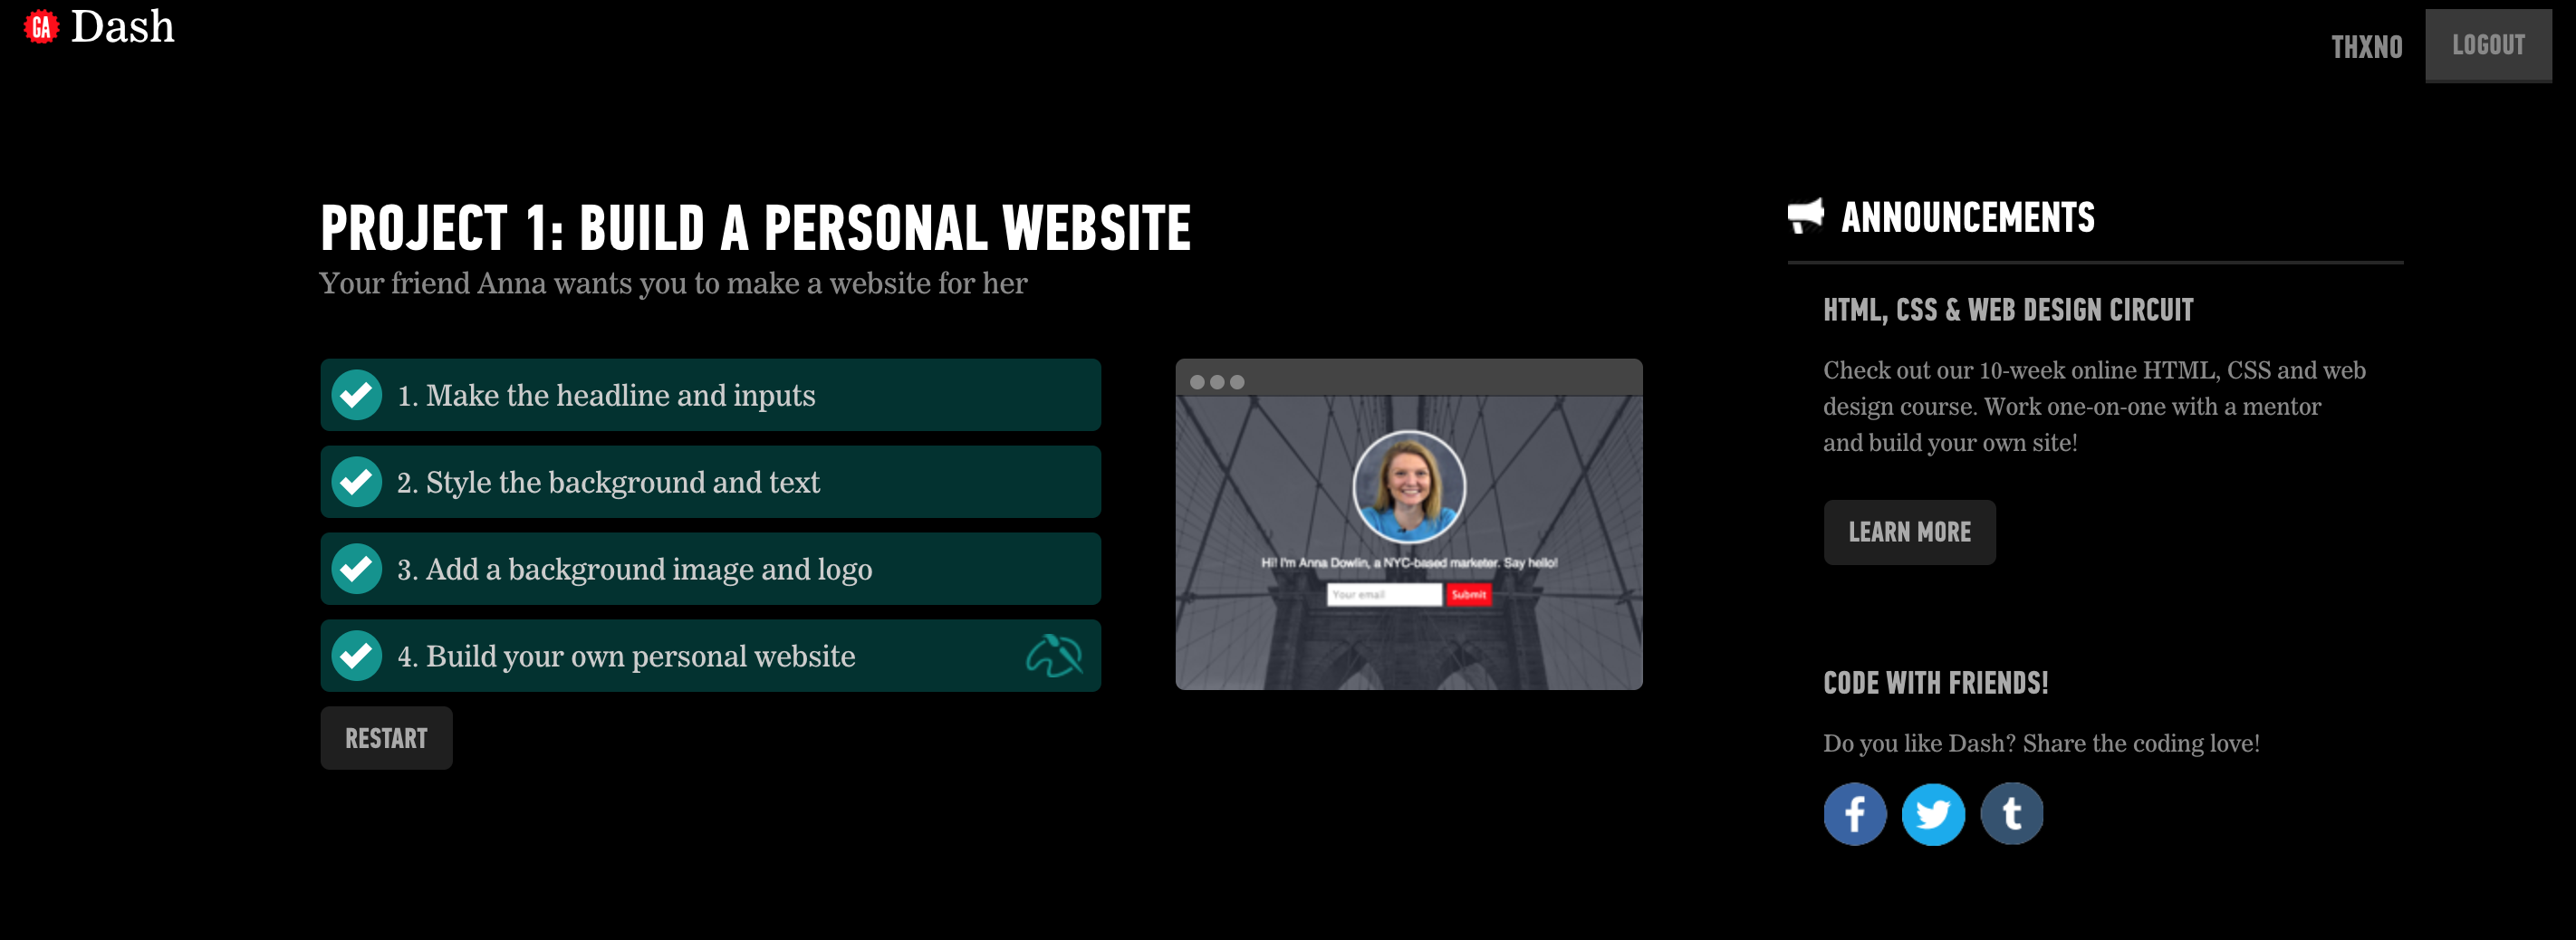 GA Dash
THXNO
LOGOUT
PROJECT 1: BUILD A PERSONAL WEBSITE
Your friend Anna wants you to make a website for her
1. Make the headline and inputs
2. Style the background and text
3. Add a background image and logo
4. Build your own personal website
RESTART
Hi! I'm Anna Dowlin, a NYC-based marketer. Say hello!
Your email
Submit
ANNOUNCEMENTS
HTML, CSS & WEB DESIGN CIRCUIT
Check out our 10-week online HTML, CSS and web
design course. Work one-on-one with a mentor
and build your own site!
LEARN MORE
CODE WITH FRIENDS!
Do you like Dash? Share the coding love!
f
t